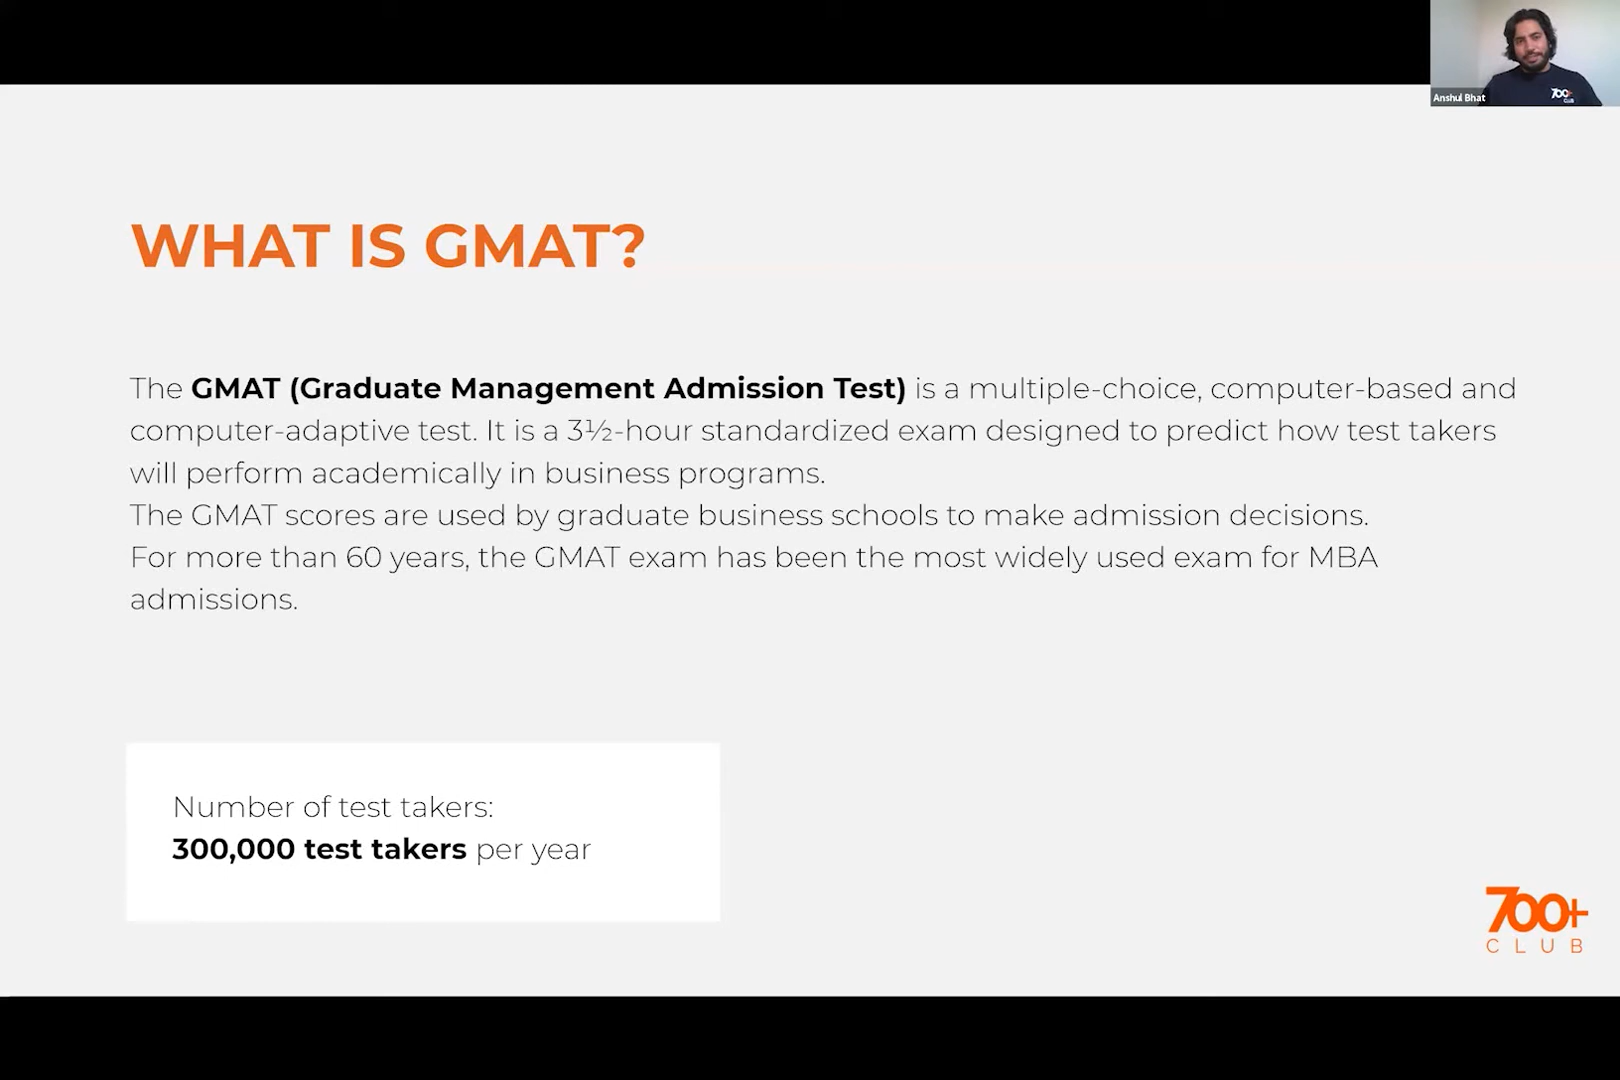 Anshul Bhat
700+
CLUB
WHAT IS GMAT?
The GMAT (Graduate Management Admission Test) is a multiple-choice, computer-based and
computer-adaptive test. It is a 3½-hour standardized exam designed to predict how test takers
will perform academically in business programs.
The GMAT scores are used by graduate business schools to make admission decisions.
For more than 60 years, the GMAT exam has been the most widely used exam for MBA
admissions.
Number of test takers:
300,000 test takers per year
700+
CLUB